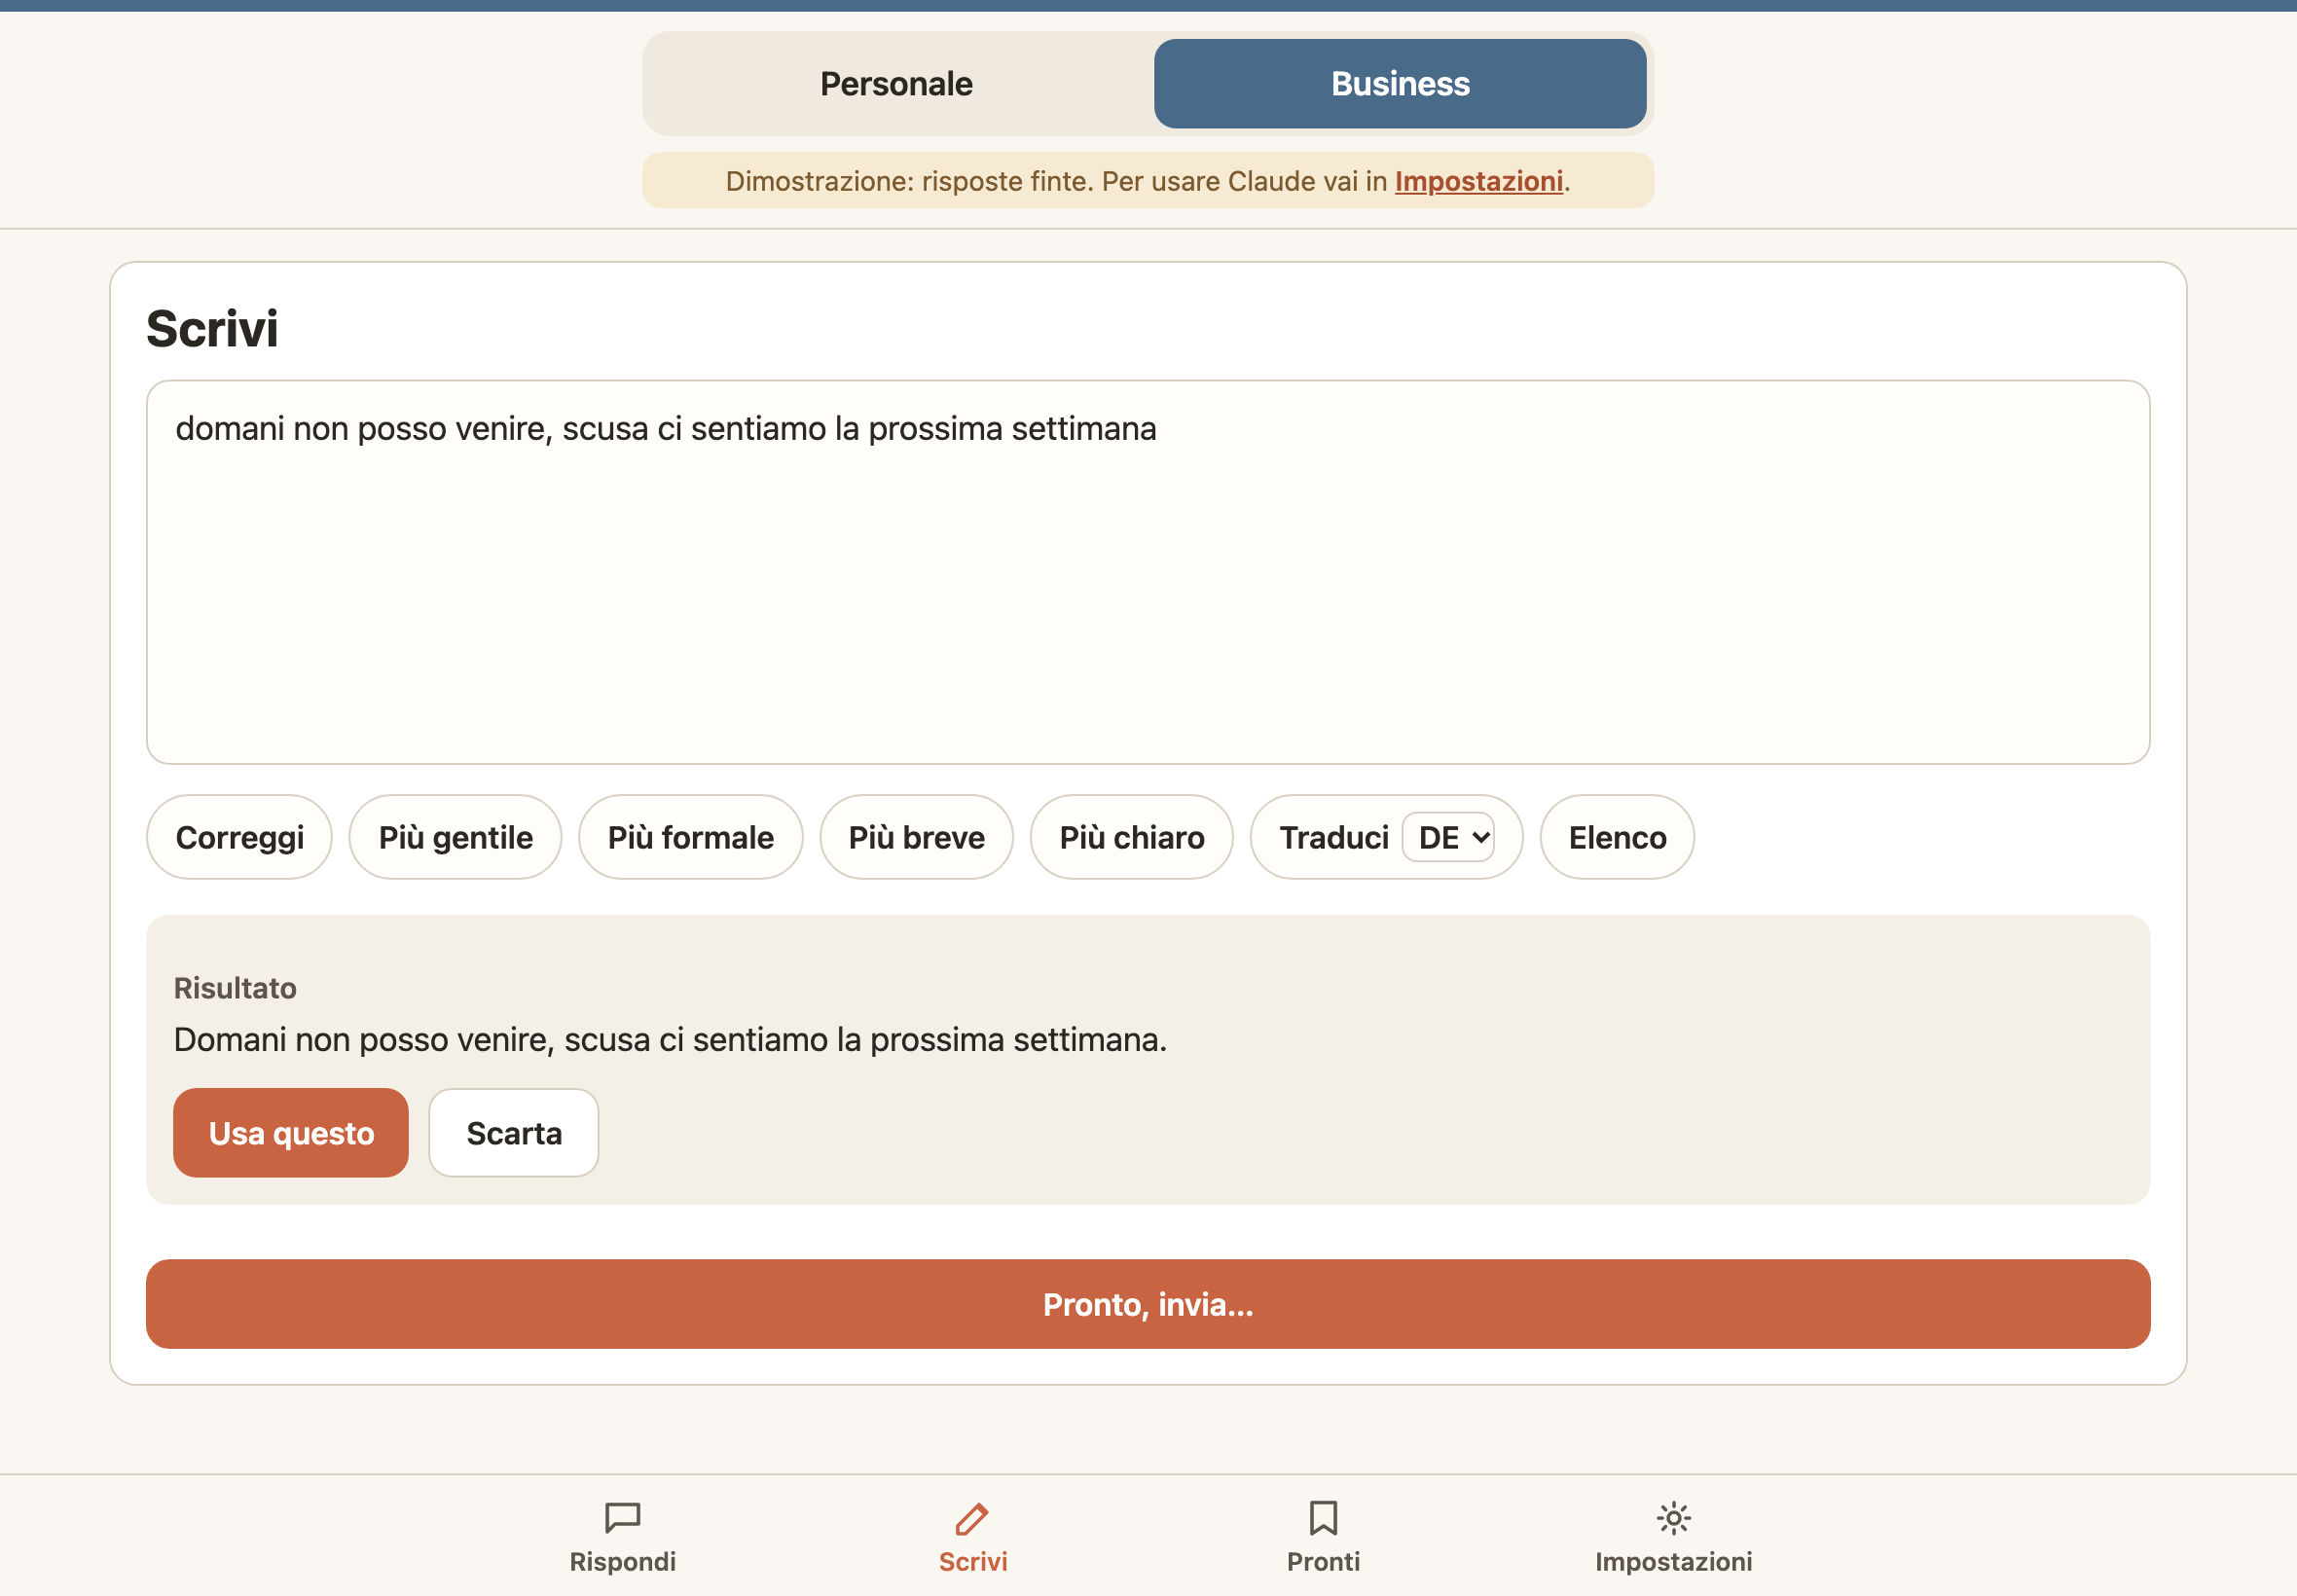 Personale
Business
Dimostrazione: risposte finte. Per usare Claude vai in Impostazioni.
Scrivi
domani non posso venire, scusa ci sentiamo la prossima settimana
Correggi
Più gentile
Più formale
Più breve
Più chiaro
Traduci DE
Elenco
Risultato
Domani non posso venire, scusa ci sentiamo la prossima settimana.
Usa questo
Scarta
Pronto, invia...
Rispondi
Scrivi
Pronti
Impostazioni